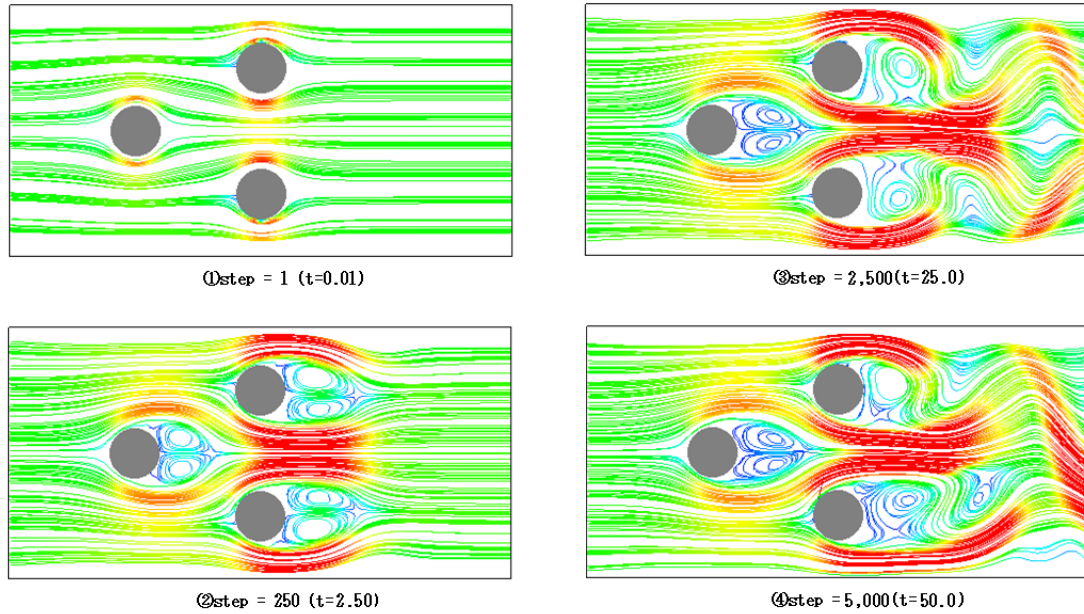 ①step = 1 (t=0.01)
②step = 250 (t=2.50)
③step = 2,500(t=25.0)
④step = 5,000(t=50.0)